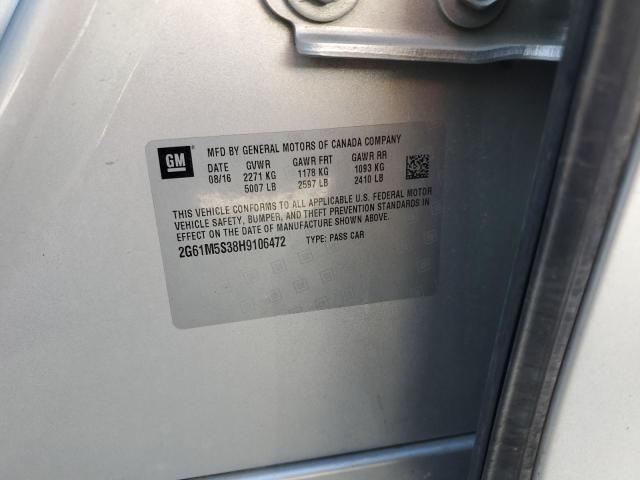 GM
MFD BY GENERAL MOTORS OF CANADA COMPANY
DATE GVWR GAWR FRT GAWR RR
08/16 2271 KG 1178 KG 1093 KG
5007 LB 2597 LB 2410 LB
THIS VEHICLE CONFORMS TO ALL APPLICABLE U.S. FEDERAL MOTOR
VEHICLE SAFETY, BUMPER, AND THEFT PREVENTION STANDARDS IN
EFFECT ON THE DATE OF MANUFACTURE SHOWN ABOVE.
2G61M5S38H9106472 TYPE: PASS CAR